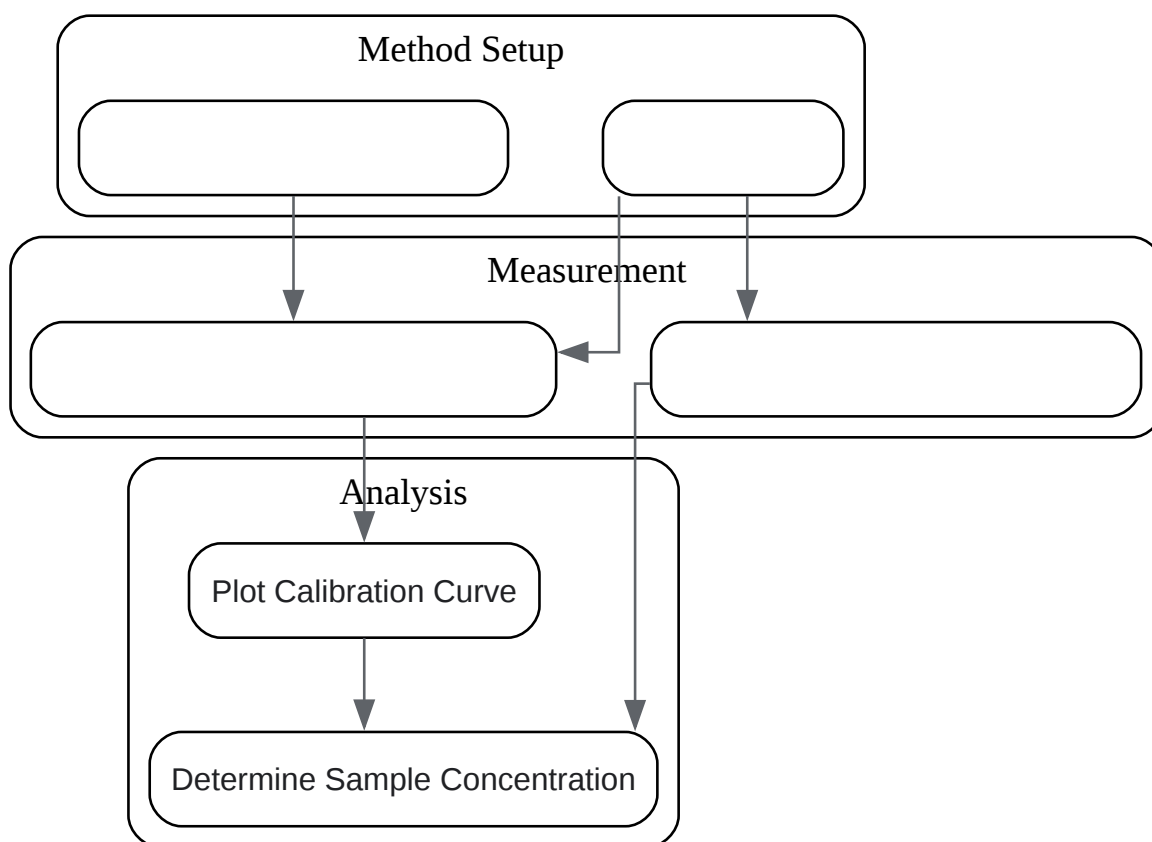 Method Setup
Measurement
Analysis
Plot Calibration Curve
Determine Sample Concentration